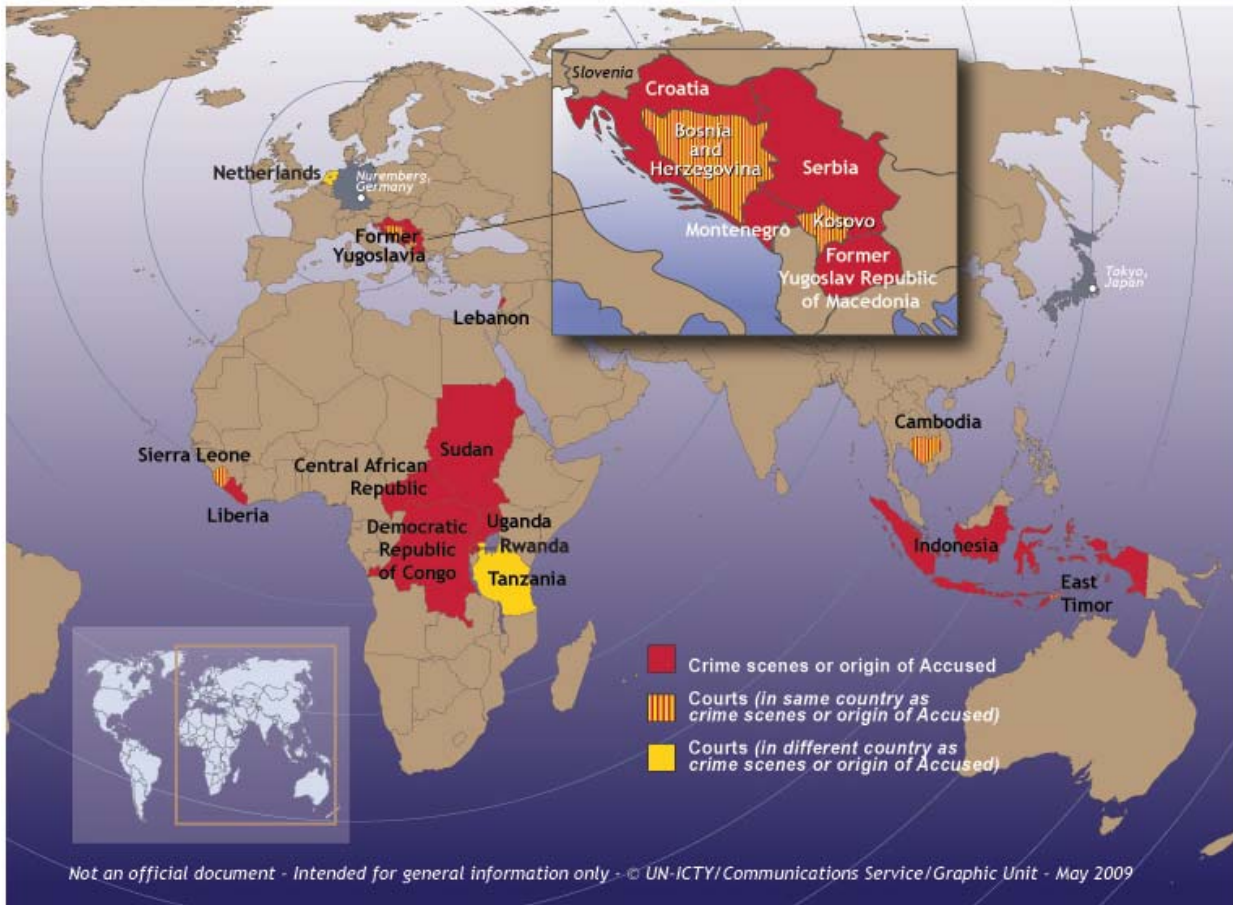 Slovenia
Croatia
Bosnia
and
Herzegovina
Serbia
Kosovo
Montenegro
Former
Yugoslav Republic
of Macedonia
Netherlands
Nuremberg,
Germany
Former
Yugoslavia
Tokyo,
Japan
Lebanon
Sudan
Cambodia
Sierra Leone
Central African
Republic
Liberia
Democratic
Republic
of Congo
Uganda
Rwanda
Tanzania
Indonesia
East
Timor
Crime scenes or origin of Accused
Courts (in same country as
crime scenes or origin of Accused)
Courts (in different country as
crime scenes or origin of Accused)
Not an official document - Intended for general information only - © UN-ICTY/Communications Service/Graphic Unit - May 2009